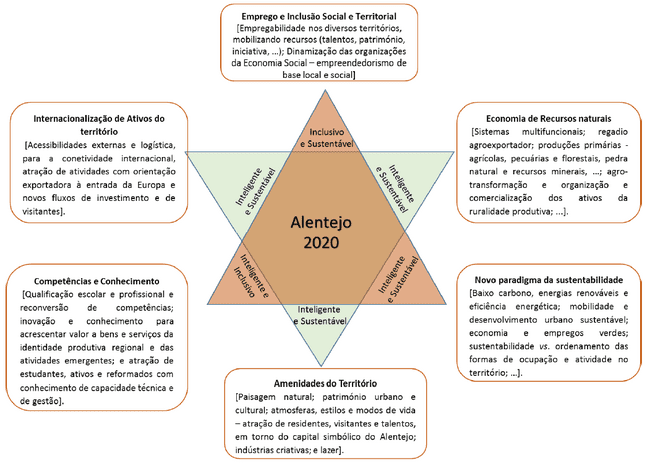 Emprego e Inclusão Social e Territorial
[Empregabilidade nos diversos territórios,
mobilizando recursos (talentos, património,
iniciativa, ...); Dinamização das organizações
da Economia Social – empreendedorismo de
base local e social]
Internacionalização de Ativos do
território
[Acessibilidades externas e logística,
para a conetividade internacional,
atração de atividades com orientação
exportadora à entrada da Europa e
novos fluxos de investimento e de
visitantes].
Economia de Recursos naturais
[Sistemas multifuncionais; regadio
agroexportador; produções primárias -
agrícolas, pecuárias e florestais, pedra
natural e recursos minerais, ...; agro-
transformação e organização e
comercialização dos ativos da
ruralidade produtiva; ...].
Inclusivo
e Sustentável
Inteligente
e Sustentável
Inteligente
e Sustentável
Alentejo
2020
Inteligente e
Inclusivo
Inteligente
e Sustentável
Inteligente
e Sustentável
Competências e Conhecimento
[Qualificação escolar e profissional e
reconversão de competências;
inovação e conhecimento para
acrescentar valor a bens e serviços da
identidade produtiva regional e das
atividades emergentes; e atração de
estudantes, ativos e reformados com
conhecimento de capacidade técnica e
de gestão].
Novo paradigma da sustentabilidade
[Baixo carbono, energias renováveis e
eficiência energética; mobilidade e
desenvolvimento urbano sustentável;
economia e empregos verdes;
sustentabilidade vs. ordenamento das
formas de ocupação e atividade no
território; ...].
Amenidades do Território
[Paisagem natural; património urbano e
cultural; atmosferas, estilos e modos de vida
– atração de residentes, visitantes e talentos,
em torno do capital simbólico do Alentejo;
indústrias criativas; e lazer].